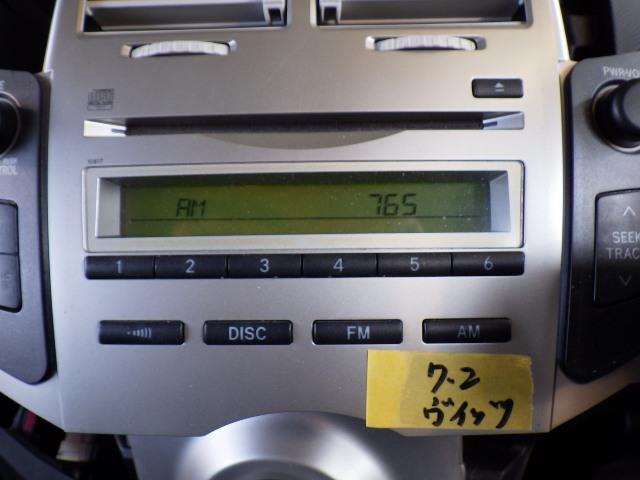 PWR·VOL
AM 765
1 2 3 4 5 6
SEEK
TRACK
DISC FM AM
7-2
ヴィッツ